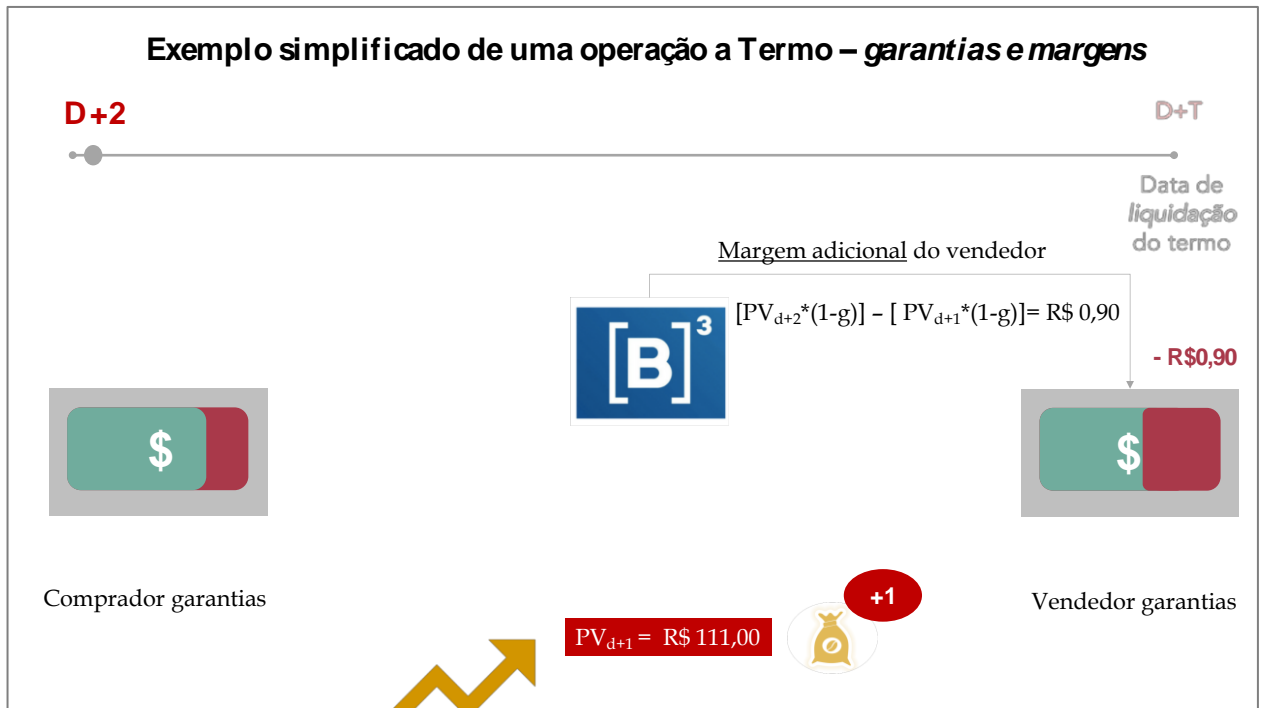 Exemplo simplificado de uma operação a Termo – garantias e margens
D+2
D+T
Data de
liquidação
do termo
Margem adicional do vendedor
[B]³
[PVd+2*(1-g)] – [ PVd+1*(1-g)]= R$ 0,90
- R$0,90
$
$
Comprador garantias
+1
Vendedor garantias
PVd+1 = R$ 111,00